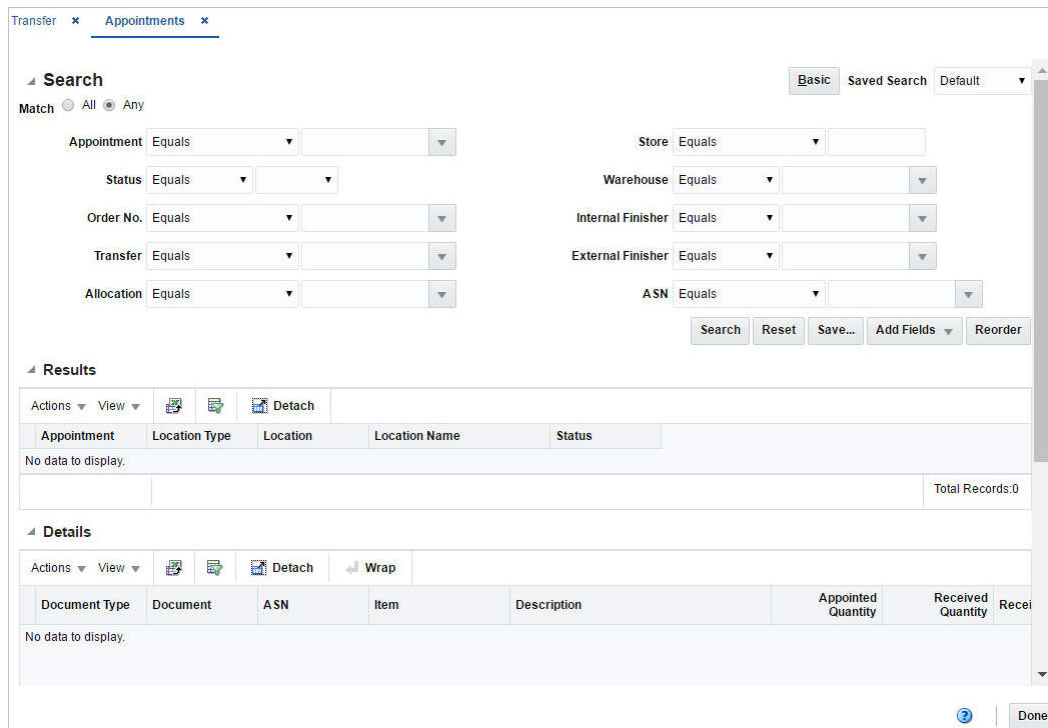 Transfer Appointments
Search Basic Saved Search Default
Match All Any
Appointment Equals Store Equals
Status Equals Warehouse Equals
Order No. Equals Internal Finisher Equals
Transfer Equals External Finisher Equals
Allocation Equals ASN Equals
Search Reset Save... Add Fields Reorder
Results
Actions View Detach
Appointment Location Type Location Location Name Status
No data to display.
Total Records:0
Details
Actions View Detach Wrap
Document Type Document ASN Item Description Appointed Quantity Received Quantity Recei
No data to display.
Done